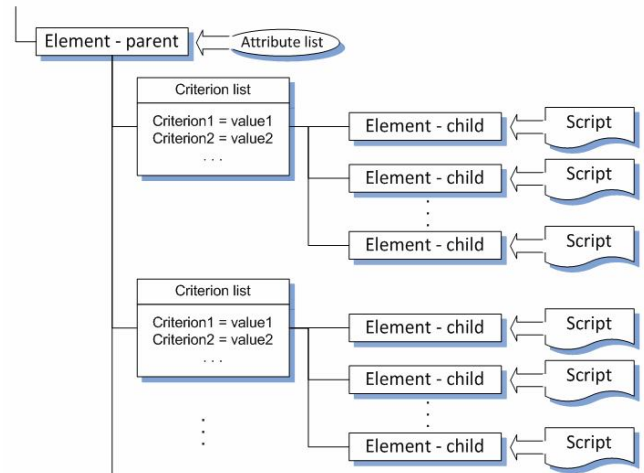 Element - parent
Attribute list
Criterion list
Criterion1 = value1
Criterion2 = value2
. . .
Element - child
Script
Element - child
Script
Element - child
Script
Criterion list
Criterion1 = value1
Criterion2 = value2
. . .
Element - child
Script
Element - child
Script
Element - child
Script